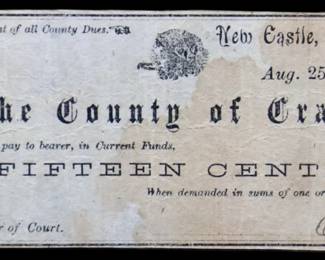 nt of all County Dues.
New Castle,
Aug. 25
he County of Cra
pay to bearer, in Current Funds,
FIFTEEN CENT
When demanded in sums of one or
r of Court.